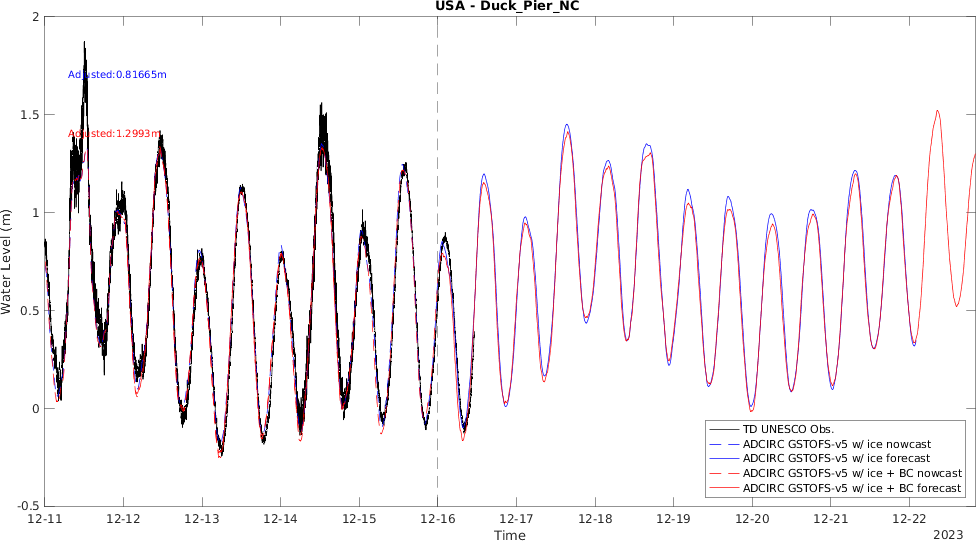 USA - Duck_Pier_NC
2
1.5
1
0.5
0
-0.5
Water Level (m)
Adjusted:0.81665m
Adjusted:1.2993m
TD UNESCO Obs.
ADCIRC GSTOFS-v5 w/ ice nowcast
ADCIRC GSTOFS-v5 w/ ice forecast
ADCIRC GSTOFS-v5 w/ ice + BC nowcast
ADCIRC GSTOFS-v5 w/ ice + BC forecast
12-11 12-12 12-13 12-14 12-15 12-16 12-17 12-18 12-19 12-20 12-21 12-22
Time
2023